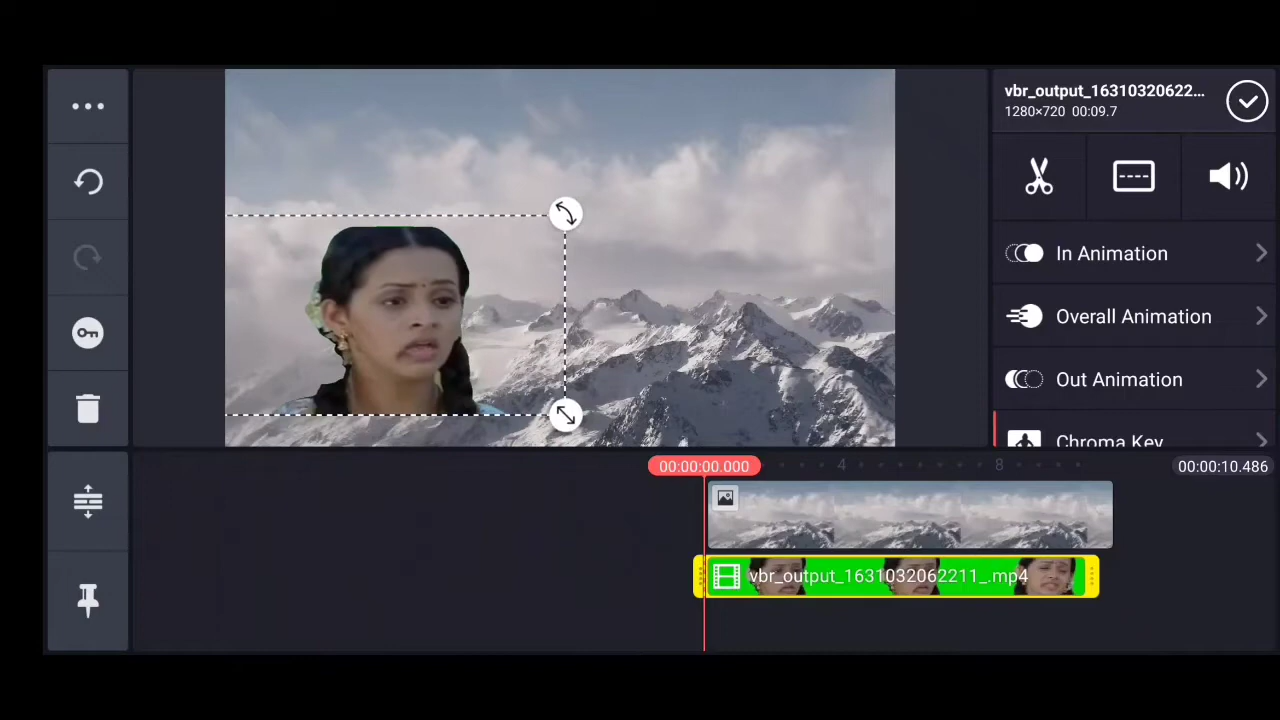 vbr_output_16310320622...
1280×720 00:09.7
In Animation
Overall Animation
Out Animation
Chroma Key
00:00:00.000
4
8
00:00:10.486
vbr_output_1631032062211_.mp4